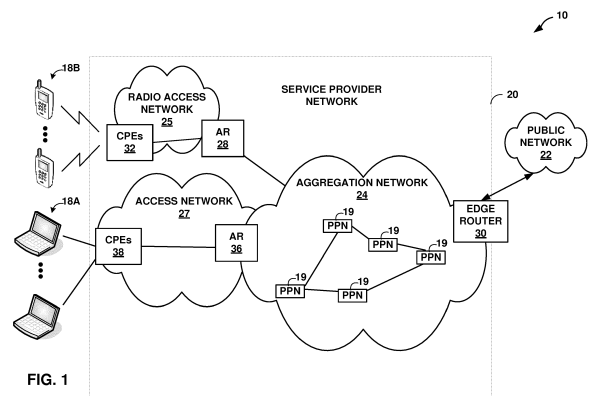 10
18B
SERVICE PROVIDER
NETWORK
20
RADIO ACCESS
NETWORK
25
CPEs
32
AR
28
PUBLIC
NETWORK
22
18A
ACCESS NETWORK
27
AGGREGATION NETWORK
24
EDGE
ROUTER
30
CPEs
38
AR
36
19
PPN
19
PPN
19
PPN
19
PPN
19
PPN
FIG. 1